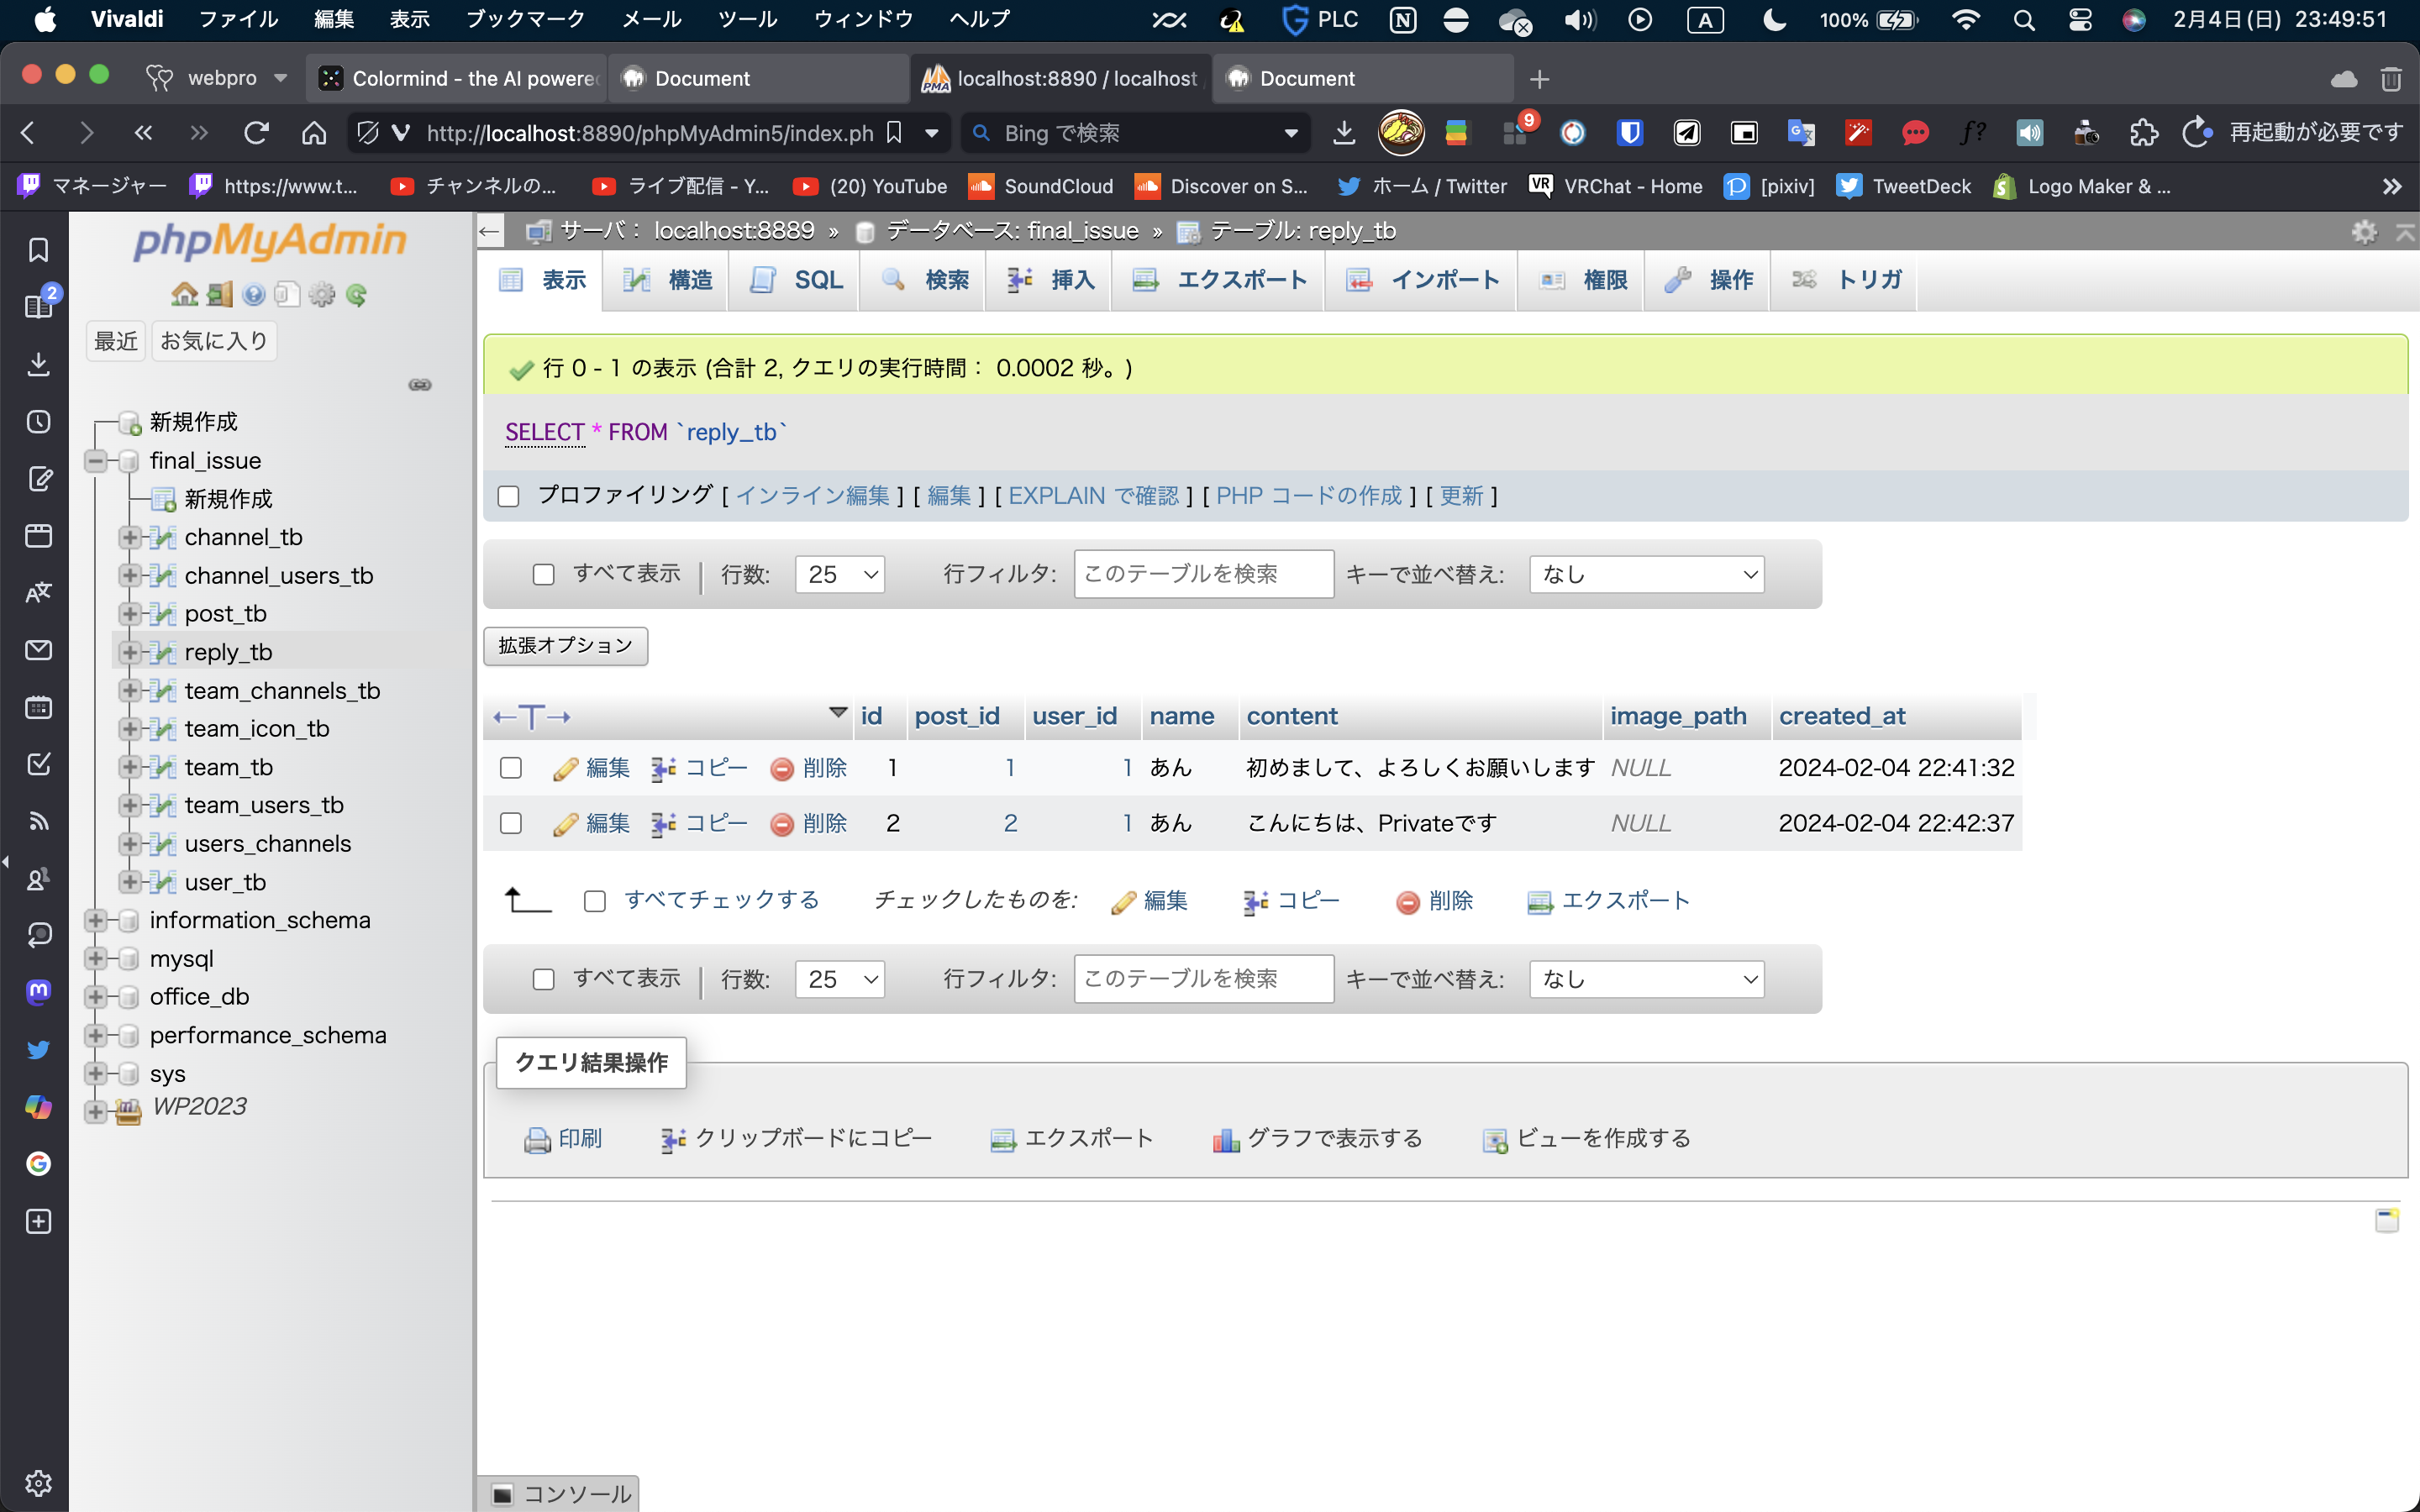 Vivaldi ファイル 編集 表示 ブックマーク メール ツール ウィンドウ ヘルプ PLC A 100% 2月4日(日) 23:49:51
webpro Colormind - the AI powere Document localhost:8890 / localhost Document
http://localhost:8890/phpMyAdmin5/index.ph Bing で検索 9 再起動が必要です
マネージャー https://www.t... チャンネルの... ライブ配信 - Y... (20) YouTube SoundCloud Discover on S... ホーム / Twitter VRChat - Home [pixiv] TweetDeck Logo Maker & ...
2
phpMyAdmin
最近 お気に入り
新規作成
final_issue
新規作成
channel_tb
channel_users_tb
post_tb
reply_tb
team_channels_tb
team_icon_tb
team_tb
team_users_tb
users_channels
user_tb
information_schema
mysql
office_db
performance_schema
sys
WP2023
サーバ： localhost:8889 » データベース: final_issue » テーブル: reply_tb
表示 構造 SQL 検索 挿入 エクスポート インポート 権限 操作 トリガ
行 0 - 1 の表示 (合計 2, クエリの実行時間： 0.0002 秒。)
SELECT * FROM `reply_tb`
プロファイリング [ インライン編集 ] [ 編集 ] [ EXPLAIN で確認 ] [ PHP コードの作成 ] [ 更新 ]
すべて表示 | 行数: 25 行フィルタ: このテーブルを検索 キーで並べ替え: なし
拡張オプション
←T→ id post_id user_id name content image_path created_at
編集 コピー 削除 1 1 1 あん 初めまして、よろしくお願いします NULL 2024-02-04 22:41:32
編集 コピー 削除 2 2 1 あん こんにちは、Privateです NULL 2024-02-04 22:42:37
すべてチェックする チェックしたものを: 編集 コピー 削除 エクスポート
すべて表示 | 行数: 25 行フィルタ: このテーブルを検索 キーで並べ替え: なし
クエリ結果操作
印刷 クリップボードにコピー エクスポート グラフで表示する ビューを作成する
コンソール